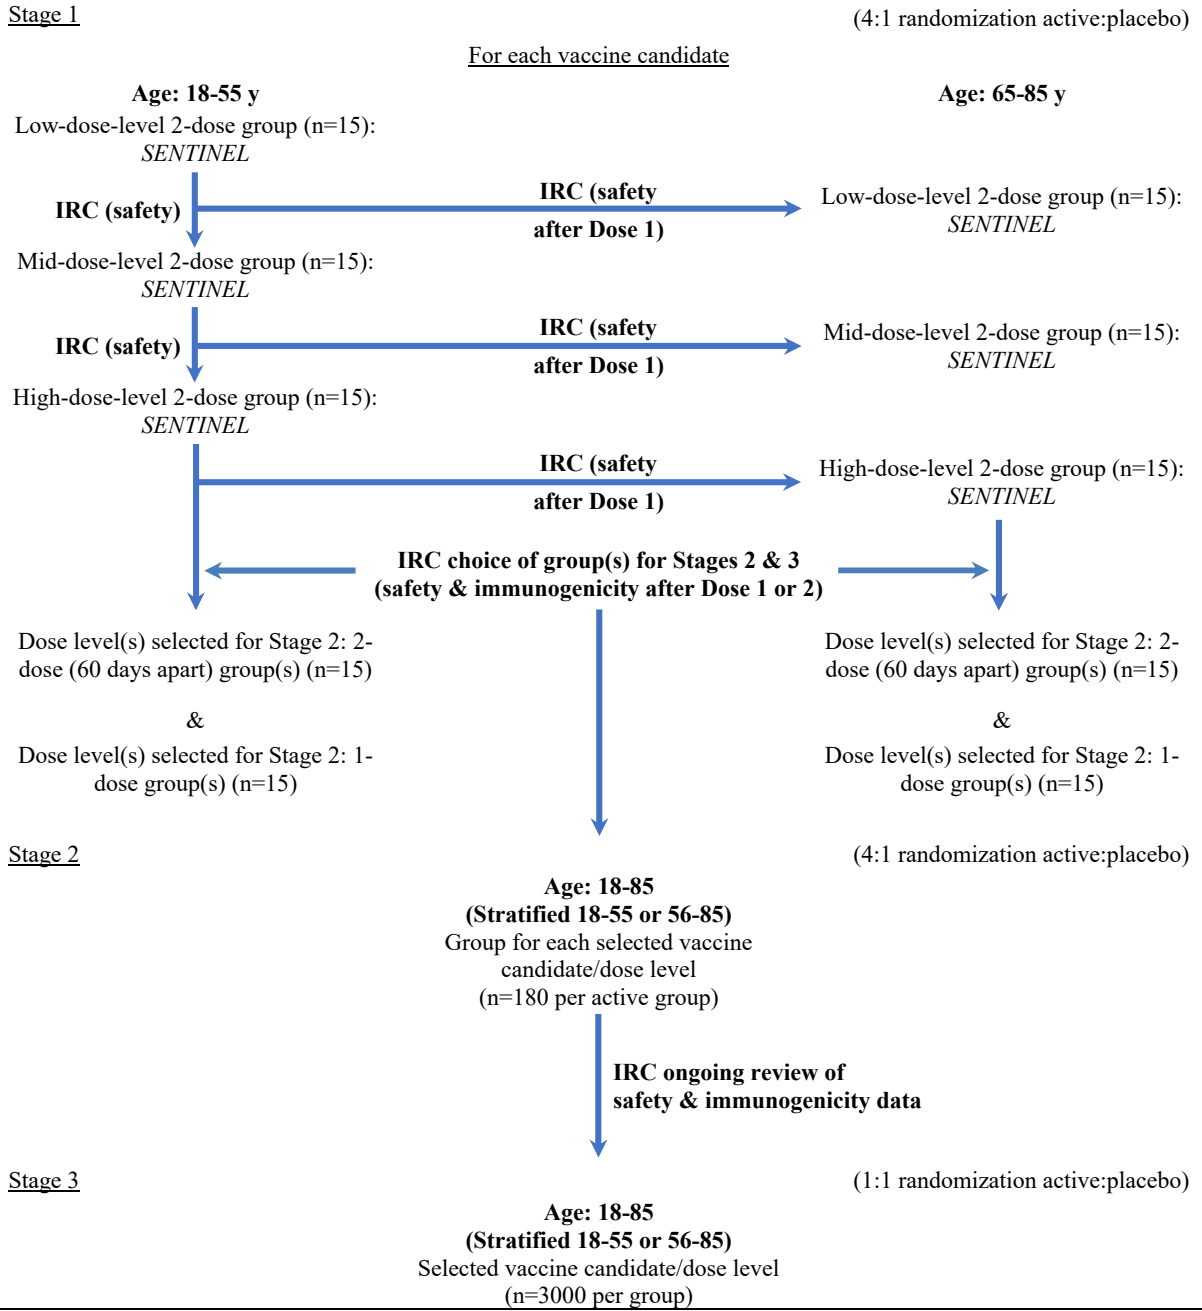 Stage 1
(4:1 randomization active:placebo)
For each vaccine candidate
Age: 18-55 y
Age: 65-85 y
Low-dose-level 2-dose group (n=15):
SENTINEL
IRC (safety)
IRC (safety
after Dose 1)
Low-dose-level 2-dose group (n=15):
SENTINEL
Mid-dose-level 2-dose group (n=15):
SENTINEL
IRC (safety)
IRC (safety
after Dose 1)
Mid-dose-level 2-dose group (n=15):
SENTINEL
High-dose-level 2-dose group (n=15):
SENTINEL
IRC (safety
after Dose 1)
High-dose-level 2-dose group (n=15):
SENTINEL
IRC choice of group(s) for Stages 2 & 3
(safety & immunogenicity after Dose 1 or 2)
Dose level(s) selected for Stage 2: 2-
dose (60 days apart) group(s) (n=15)
&
Dose level(s) selected for Stage 2: 1-
dose group(s) (n=15)
Dose level(s) selected for Stage 2: 2-
dose (60 days apart) group(s) (n=15)
&
Dose level(s) selected for Stage 2: 1-
dose group(s) (n=15)
Stage 2
(4:1 randomization active:placebo)
Age: 18-85
(Stratified 18-55 or 56-85)
Group for each selected vaccine
candidate/dose level
(n=180 per active group)
IRC ongoing review of
safety & immunogenicity data
Stage 3
(1:1 randomization active:placebo)
Age: 18-85
(Stratified 18-55 or 56-85)
Selected vaccine candidate/dose level
(n=3000 per group)